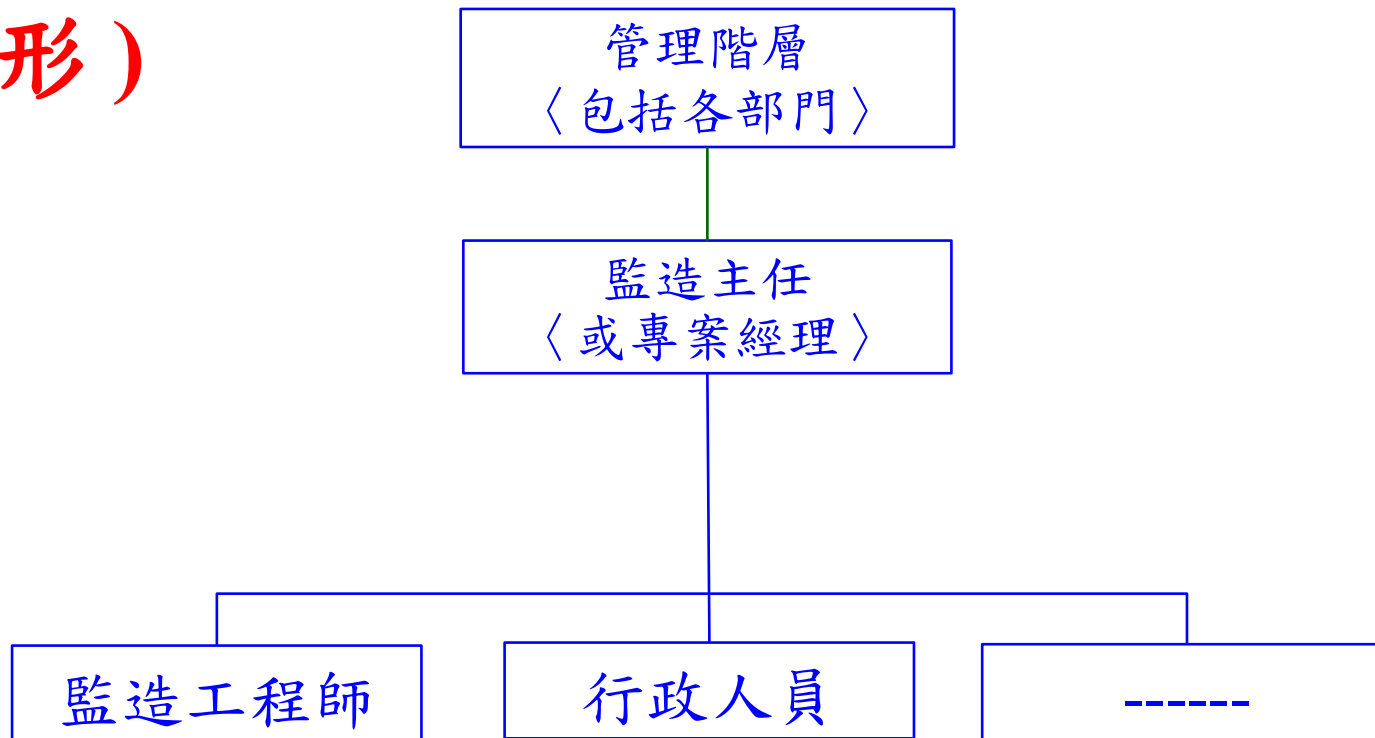 形)
管理階層
〈包括各部門〉
監造主任
〈或專案經理〉
監造工程師
行政人員
------